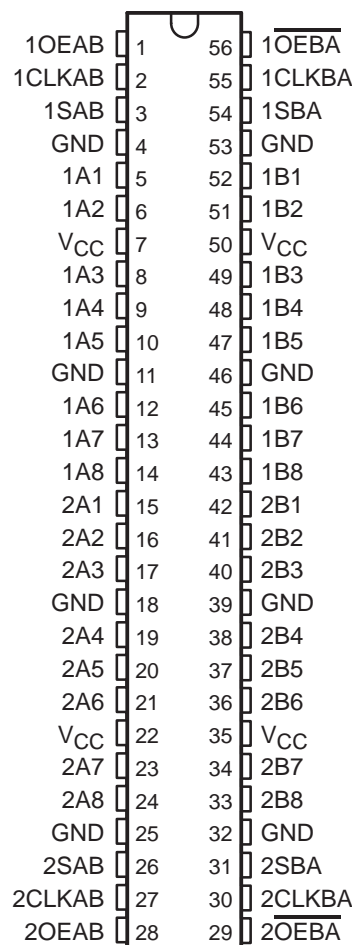 1OEAB 1 56 1O̅E̅B̅A̅
1CLKAB 2 55 1CLKBA
1SAB 3 54 1SBA
GND 4 53 GND
1A1 5 52 1B1
1A2 6 51 1B2
VCC 7 50 VCC
1A3 8 49 1B3
1A4 9 48 1B4
1A5 10 47 1B5
GND 11 46 GND
1A6 12 45 1B6
1A7 13 44 1B7
1A8 14 43 1B8
2A1 15 42 2B1
2A2 16 41 2B2
2A3 17 40 2B3
GND 18 39 GND
2A4 19 38 2B4
2A5 20 37 2B5
2A6 21 36 2B6
VCC 22 35 VCC
2A7 23 34 2B7
2A8 24 33 2B8
GND 25 32 GND
2SAB 26 31 2SBA
2CLKAB 27 30 2CLKBA
2OEAB 28 29 2O̅E̅B̅A̅